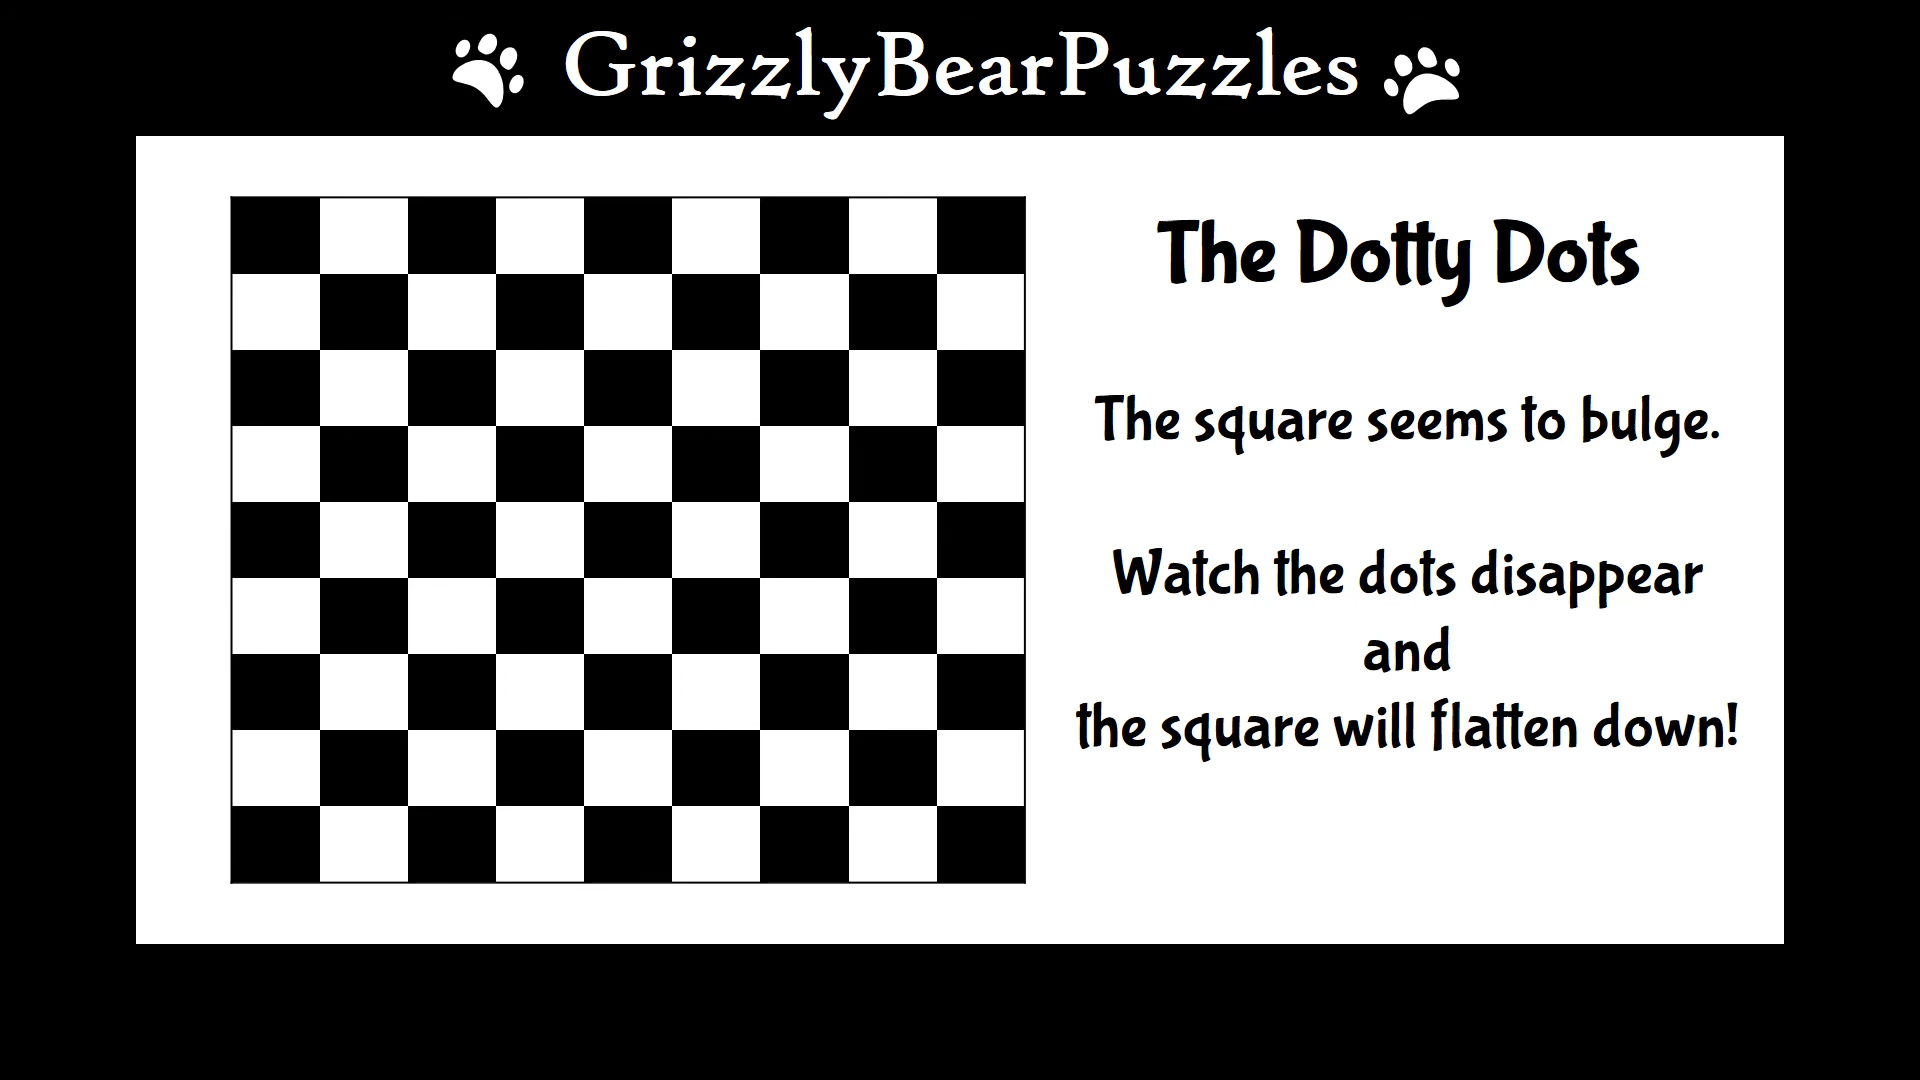 GrizzlyBearPuzzles
The Dotty Dots
The square seems to bulge.
Watch the dots disappear
and
the square will flatten down!